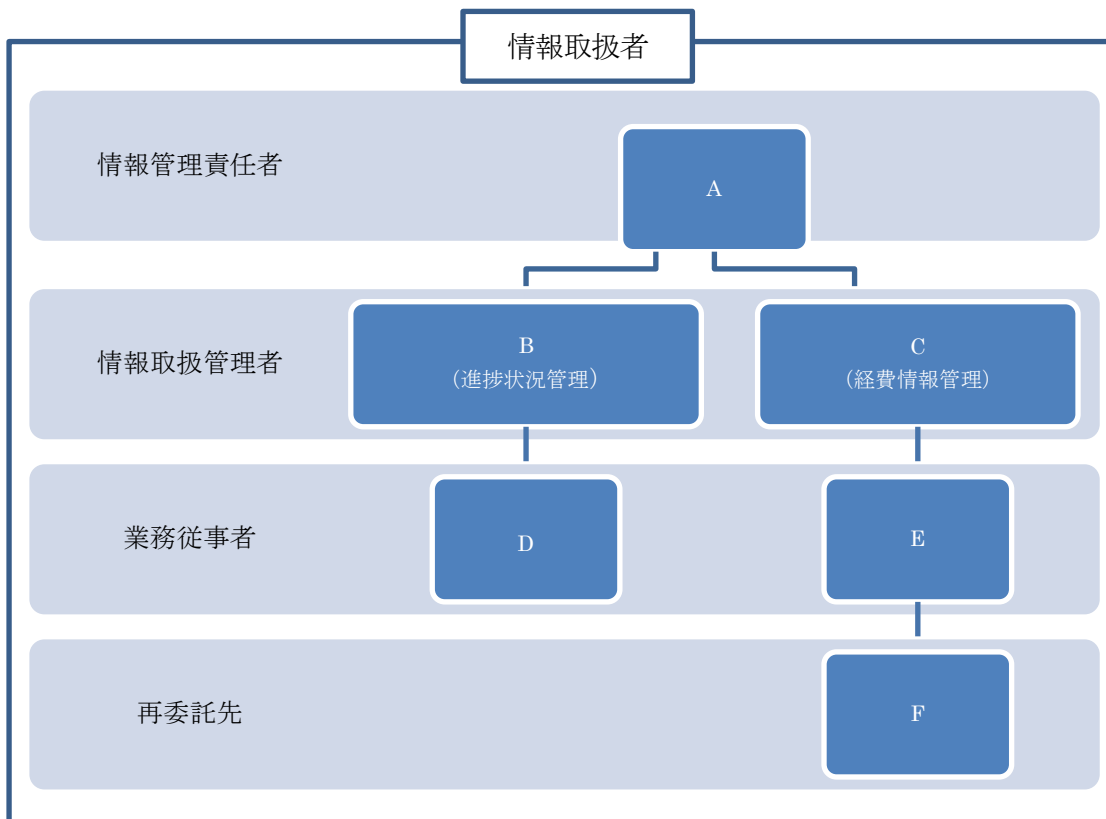 情報取扱者
情報管理責任者
A
情報取扱管理者
B
(進捗状況管理)
C
(経費情報管理)
業務従事者
D
E
再委託先
F